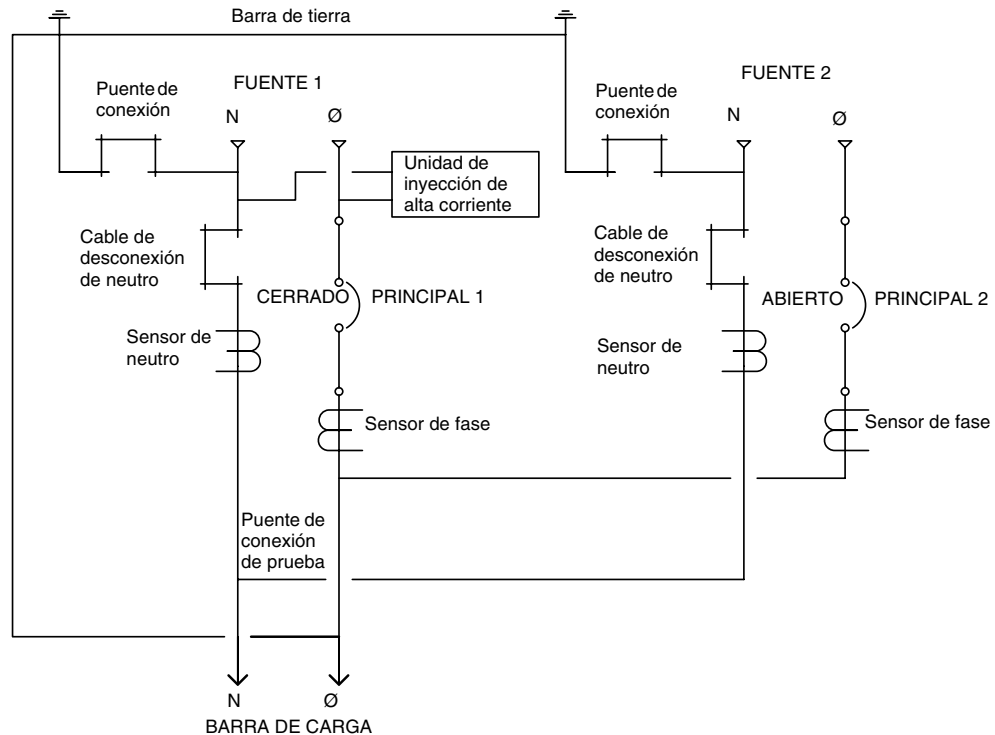 Barra de tierra
FUENTE 1
FUENTE 2
Puente de
conexión
N
Ø
Unidad de
inyección de
alta corriente
Puente de
conexión
N
Ø
Cable de
desconexión
de neutro
CERRADO
PRINCIPAL 1
Cable de
desconexión
de neutro
ABIERTO
PRINCIPAL 2
Sensor de
neutro
Sensor de fase
Sensor de
neutro
Sensor de fase
Puente de
conexión
de prueba
N
Ø
BARRA DE CARGA